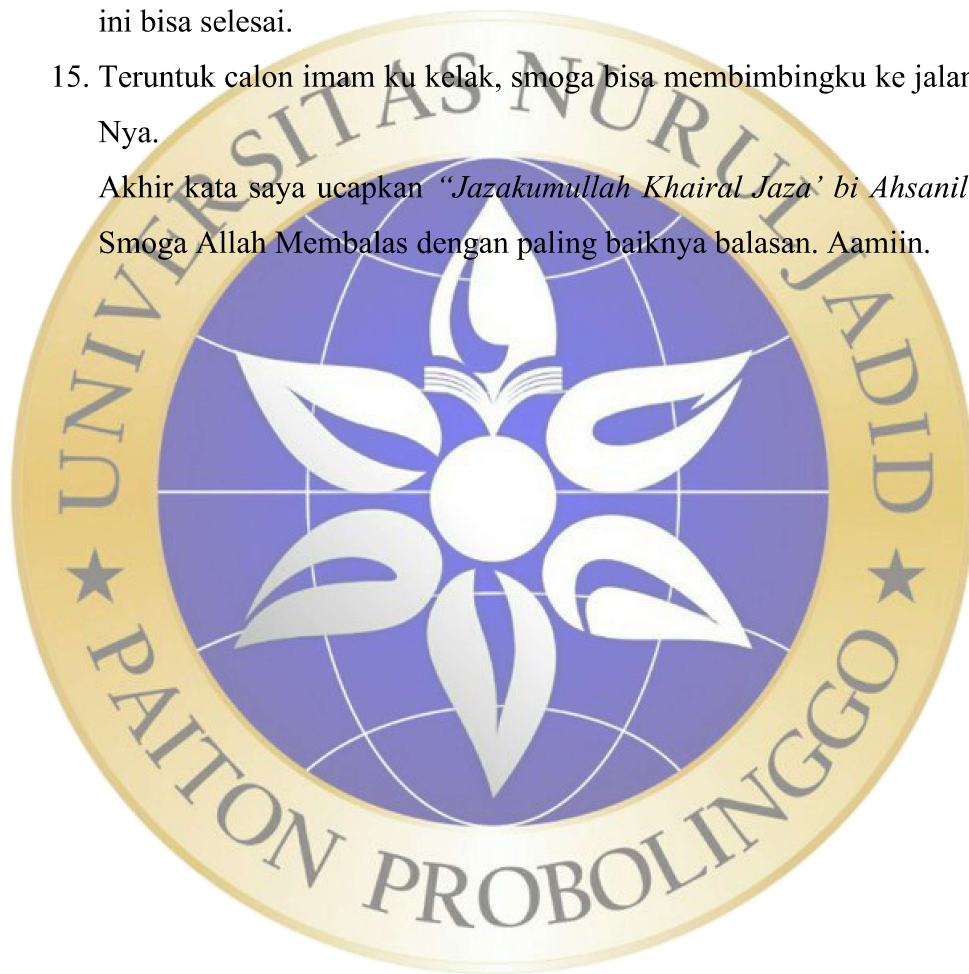 ini bisa selesai.
15. Teruntuk calon imam ku kelak, smoga bisa membimbingku ke jalan
Nya.
Akhir kata saya ucapkan “Jazakumullah Khairal Jaza’ bi Ahsanil
Smoga Allah Membalas dengan paling baiknya balasan. Aamiin.
UNIVERSITAS NURUL JADID
PAITON PROBOLINGGO